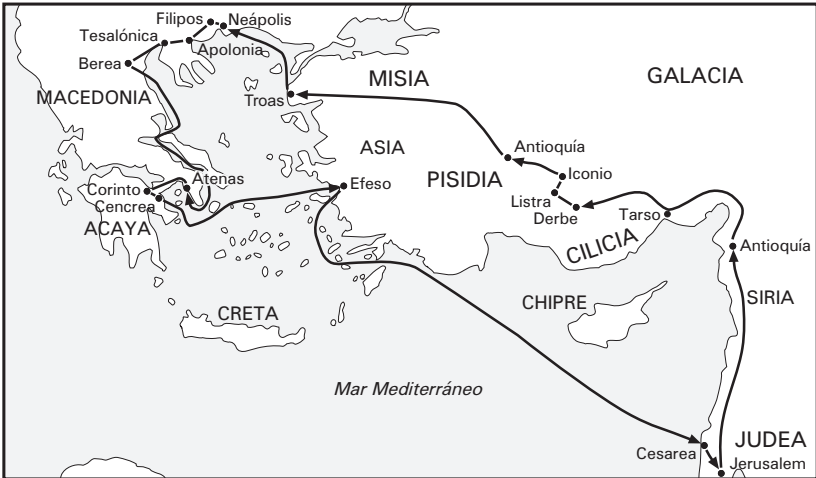 Filipos
Neápolis
Tesalónica
Apolonia
Berea
MISIA
GALACIA
MACEDONIA
Troas
ASIA
Antioquía
Atenas
Iconio
Corinto
Efeso
PISIDIA
Cencrea
Listra
Derbe
Tarso
ACAYA
CILICIA
Antioquía
CRETA
CHIPRE
SIRIA
Mar Mediterráneo
Cesarea
JUDEA
Jerusalem